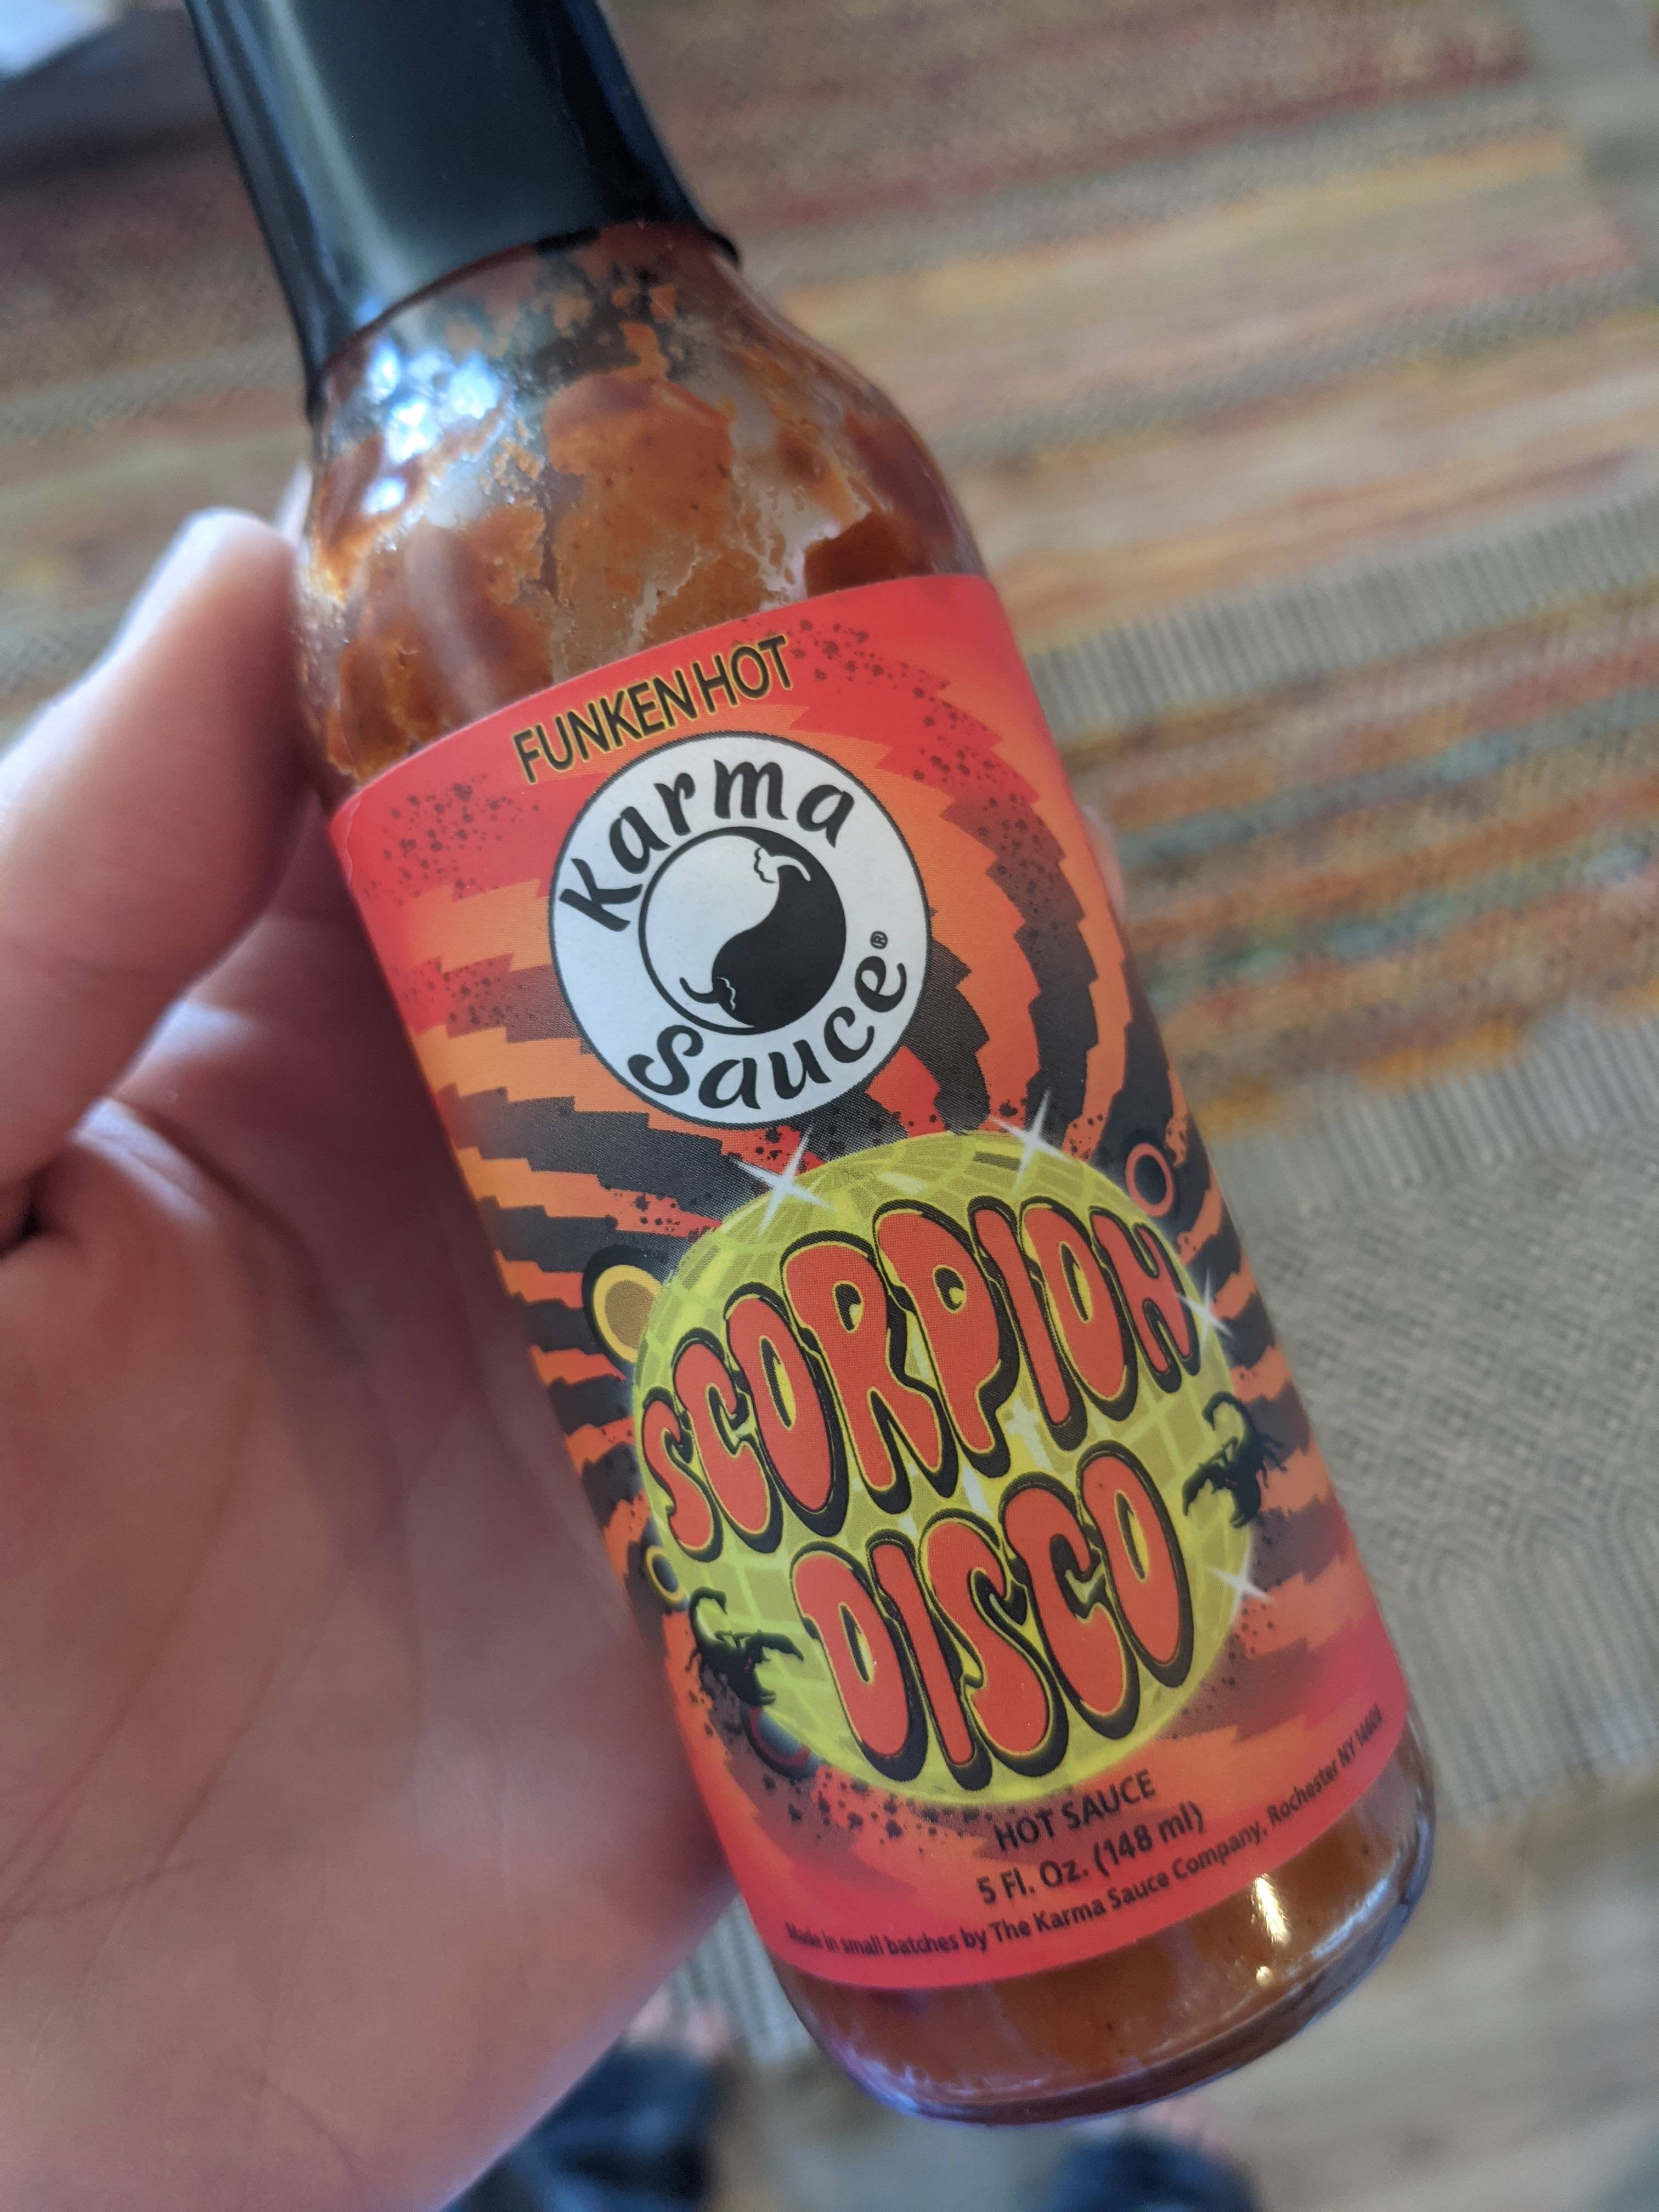 FUNKEN HOT
Karma
Sauce®
SCORPION
DISCO
HOT SAUCE
5 Fl. Oz. (148 ml)
Made in small batches by The Karma Sauce Company, Rochester NY 14608